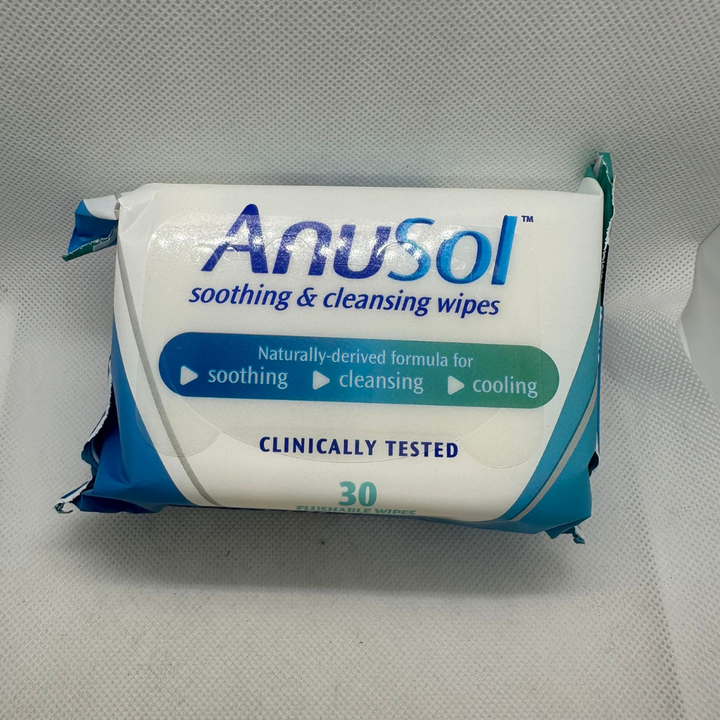 AnuSol™
soothing & cleansing wipes
Naturally-derived formula for
soothing cleansing cooling
CLINICALLY TESTED
30
FLUSHABLE WIPES